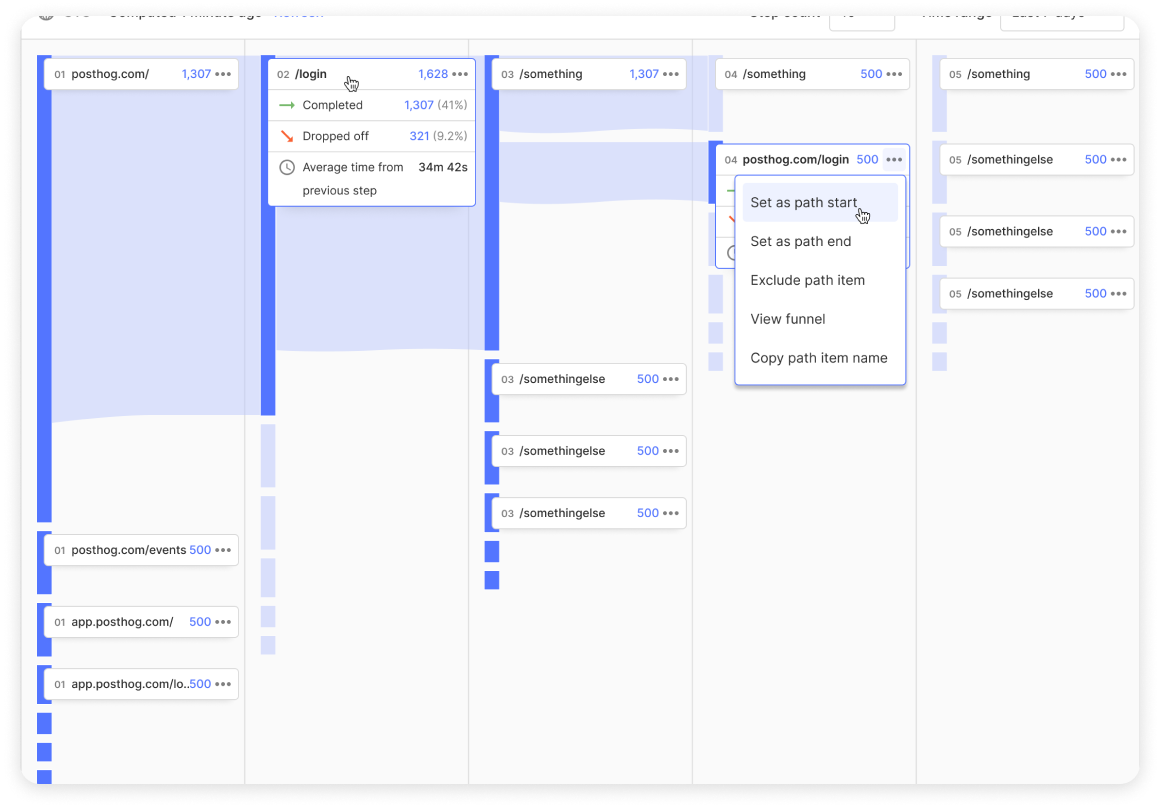 01 posthog.com/ 1,307
02 /login 1,628
Completed 1,307 (41%)
Dropped off 321 (9.2%)
Average time from 34m 42s
previous step
03 /something 1,307
04 /something 500
05 /something 500
04 posthog.com/login 500
05 /somethingelse 500
Set as path start
Set as path end
Exclude path item
View funnel
Copy path item name
05 /somethingelse 500
05 /somethingelse 500
03 /somethingelse 500
03 /somethingelse 500
03 /somethingelse 500
01 posthog.com/events 500
01 app.posthog.com/ 500
01 app.posthog.com/lo..500